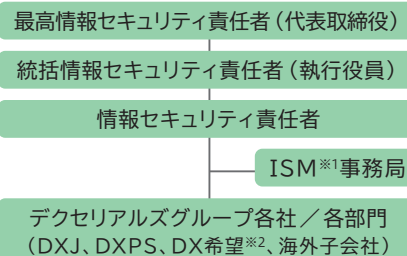 最高情報セキュリティ責任者（代表取締役）
統括情報セキュリティ責任者（執行役員）
情報セキュリティ責任者
ISM※1事務局
デクセリアルズグループ各社／各部門
（DXJ、DXPS、DX希望※2、海外子会社）